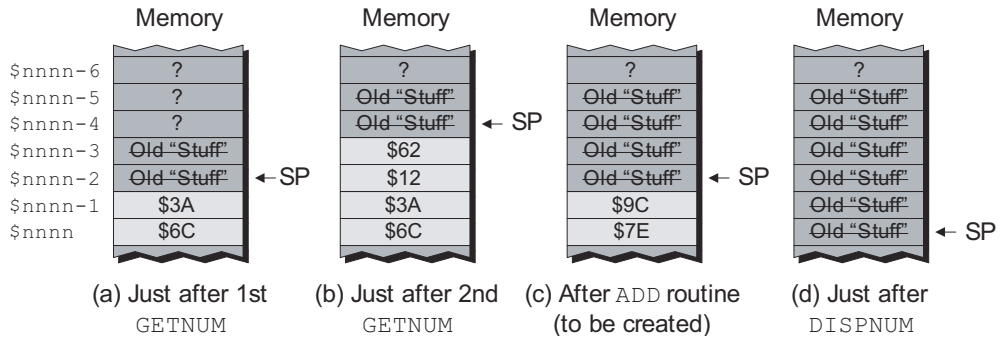 Memory Memory Memory Memory
$nnnn-6 ? ? ? ?
$nnnn-5 ? Old “Stuff” Old “Stuff” Old “Stuff”
$nnnn-4 ? Old “Stuff” SP Old “Stuff” Old “Stuff”
$nnnn-3 Old “Stuff” $62 Old “Stuff” Old “Stuff”
$nnnn-2 Old “Stuff” SP $12 Old “Stuff” SP Old “Stuff”
$nnnn-1 $3A $3A $9C Old “Stuff”
$nnnn $6C $6C $7E Old “Stuff” SP
(a) Just after 1st (b) Just after 2nd (c) After ADD routine (d) Just after
GETNUM GETNUM (to be created) DISPNUM